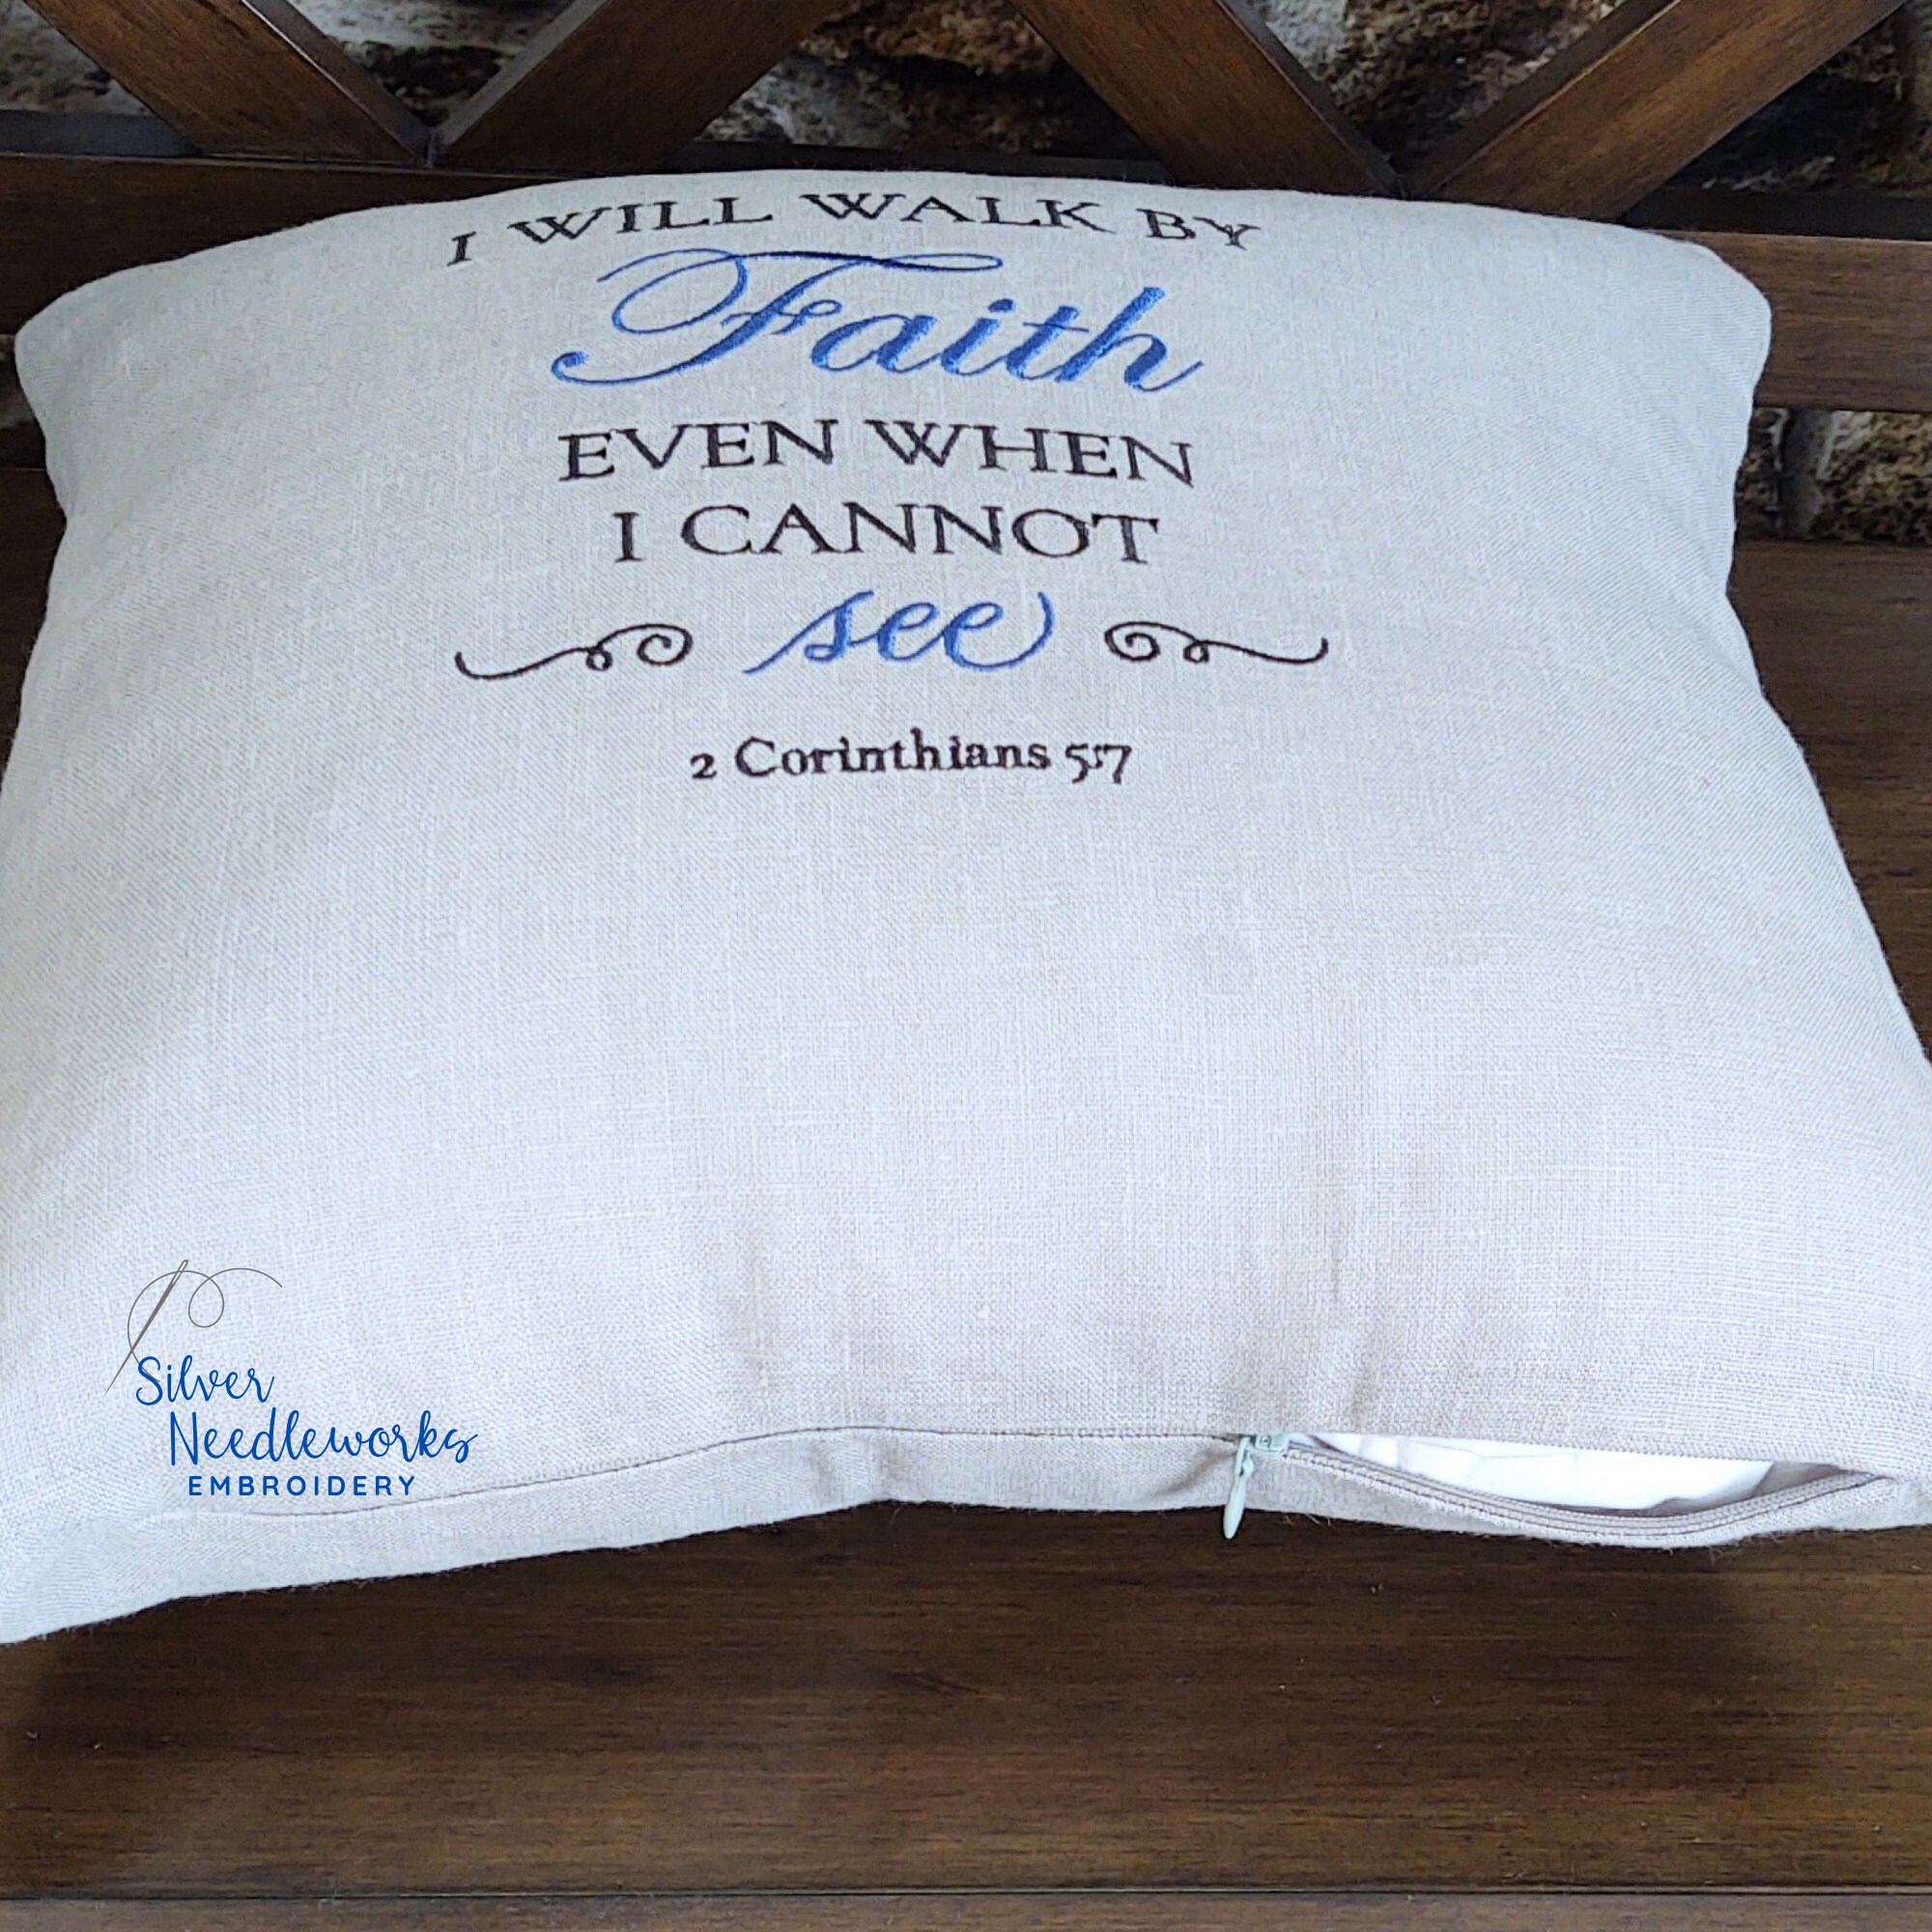 I WILL WALK BY
Faith
EVEN WHEN
I CANNOT
see
2 Corinthians 5:7
Silver
Needleworks
EMBROIDERY